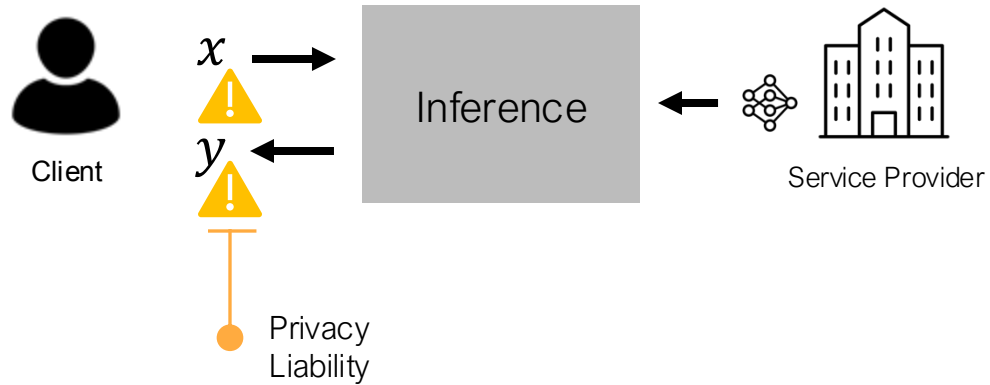 x
Inference
y
Client
Service Provider
Privacy
Liability